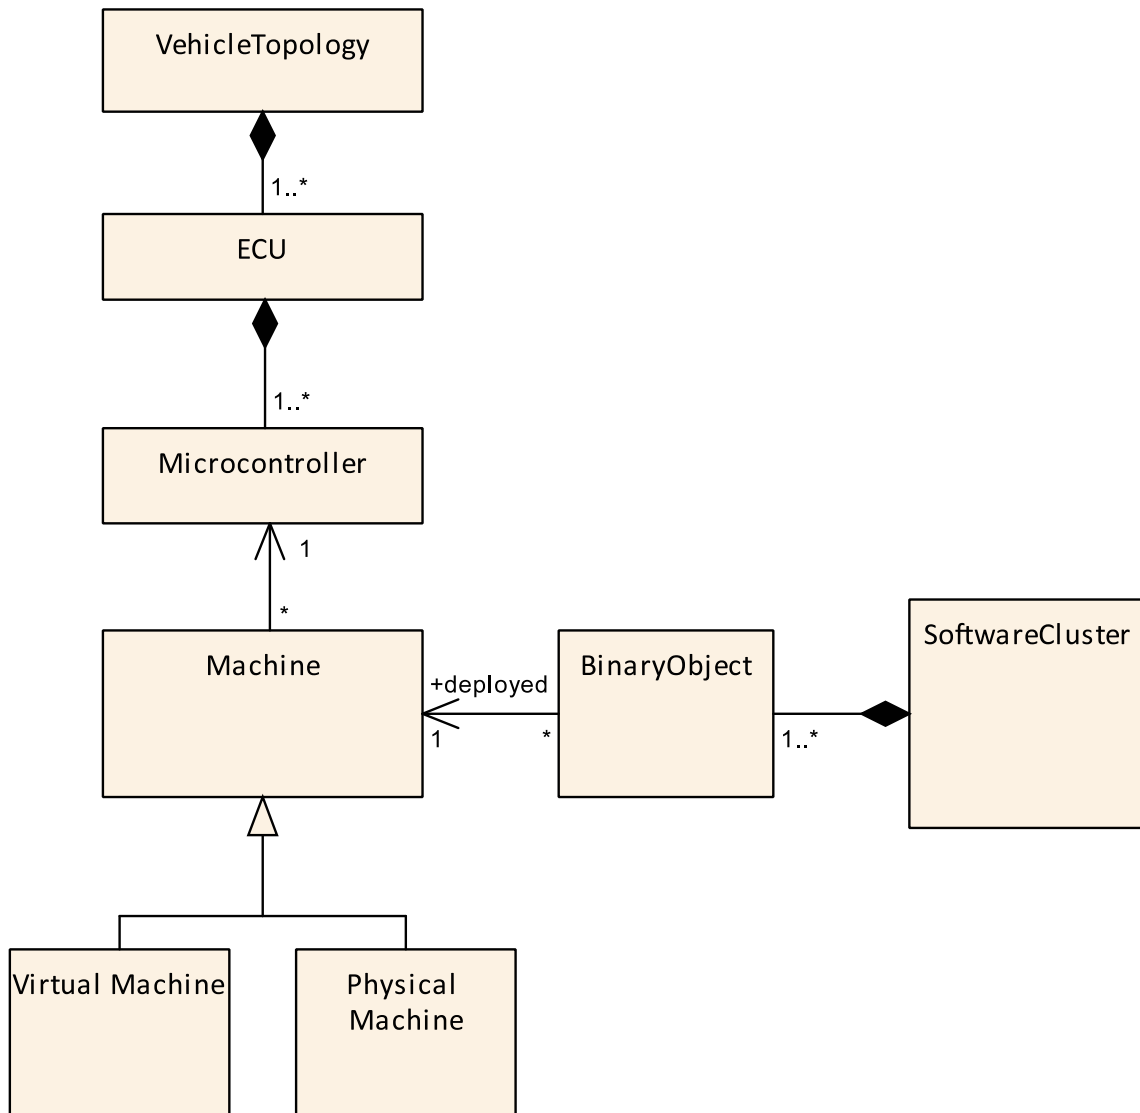 VehicleTopology
1..*
ECU
1..*
Microcontroller
1
*
Machine
+deployed
1
*
BinaryObject
1..*
SoftwareCluster
Virtual Machine
Physical
Machine